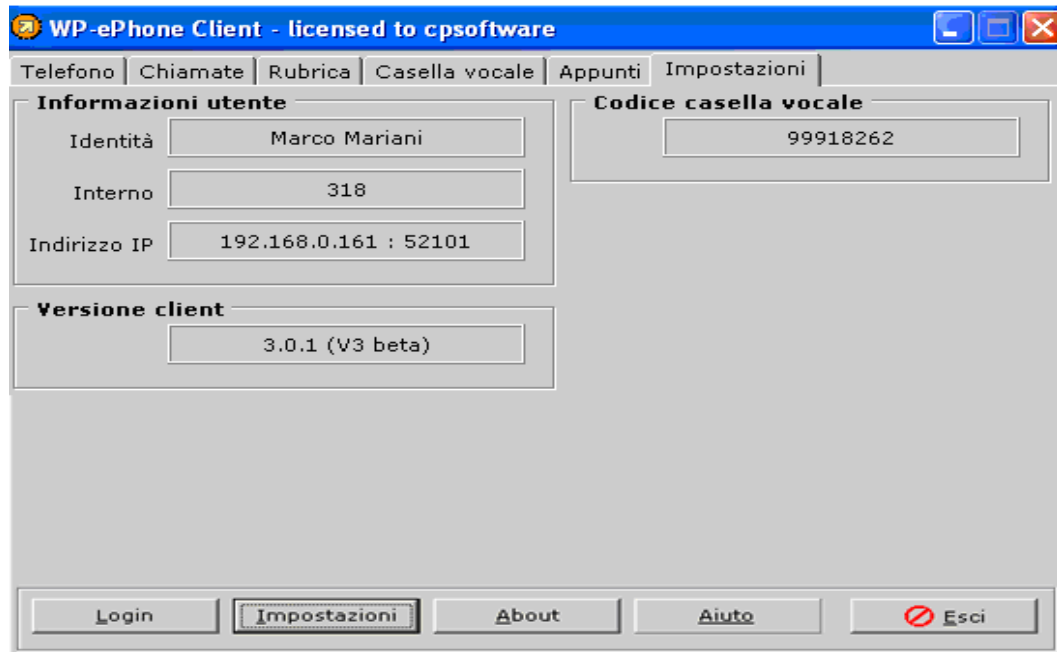 WP-ePhone Client - licensed to cpsoftware
Telefono Chiamate Rubrica Casella vocale Appunti Impostazioni
Informazioni utente
Identità Marco Mariani
Interno 318
Indirizzo IP 192.168.0.161 : 52101
Versione client
3.0.1 (V3 beta)
Codice casella vocale
99918262
Login Impostazioni About Aiuto Esci